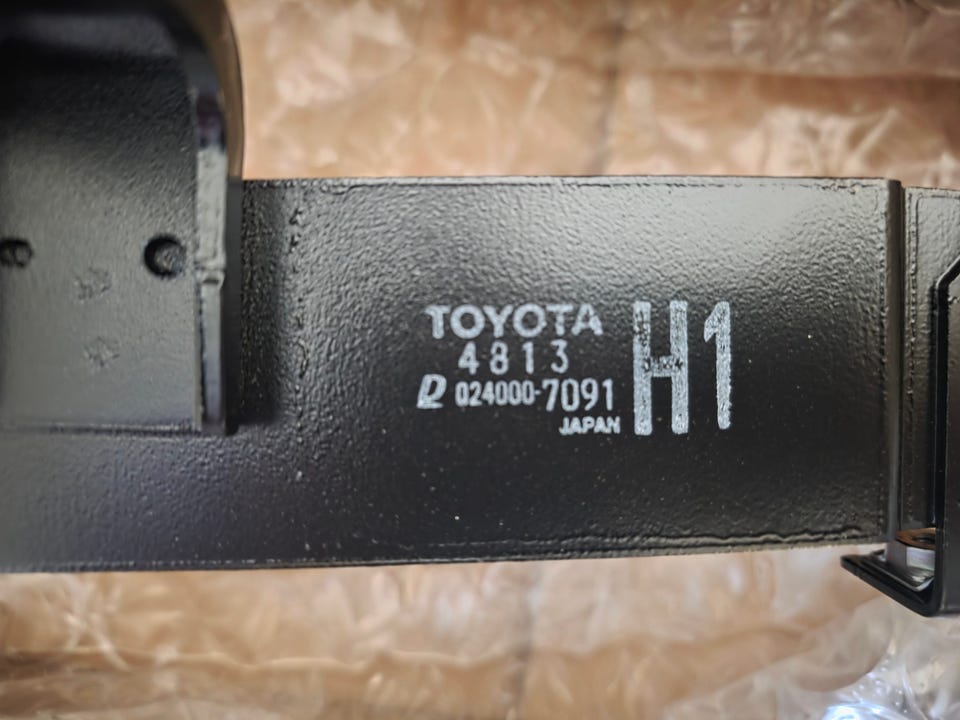 TOYOTA
4813
D 024000-7091
JAPAN
H1